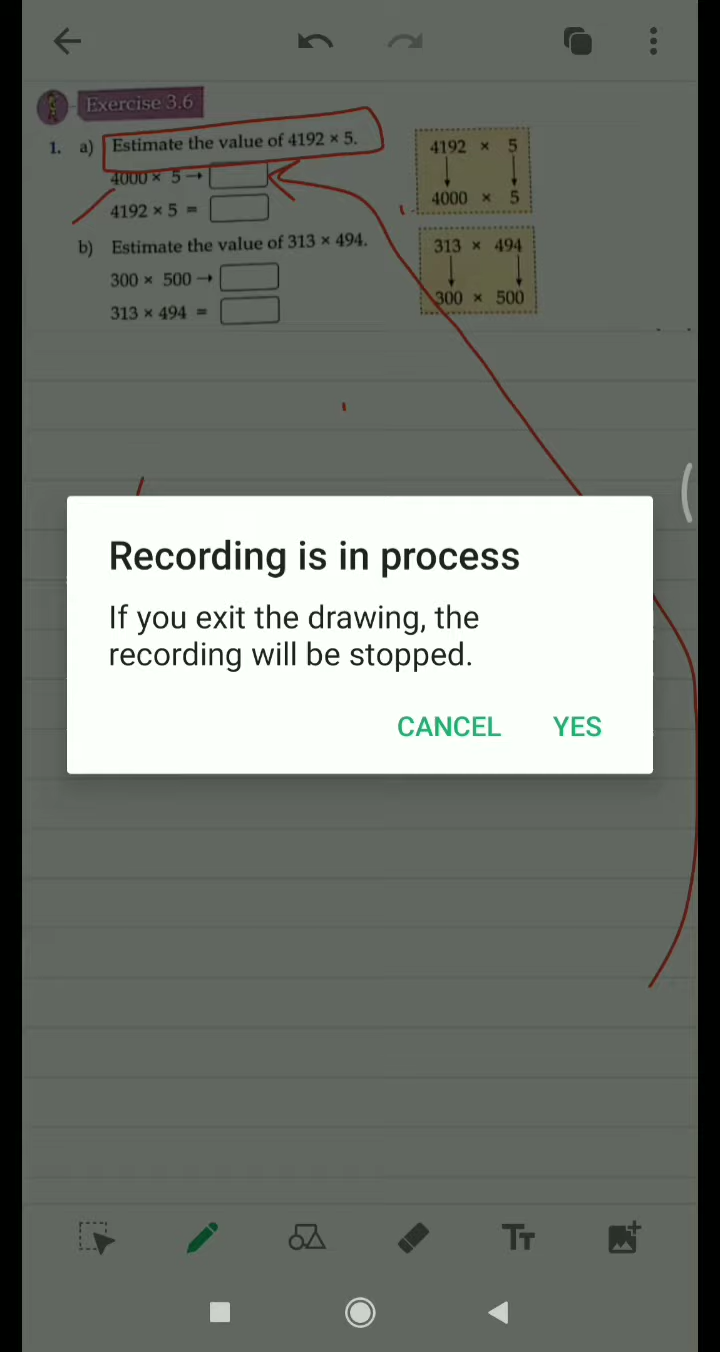 Exercise 3.6
1. a) Estimate the value of 4192 × 5.
4000 × 5 →
4192 × 5 =
4192 × 5
4000 × 5
b) Estimate the value of 313 × 494.
300 × 500 →
313 × 494 =
313 × 494
300 × 500
Recording is in process
If you exit the drawing, the
recording will be stopped.
CANCEL YES
TT